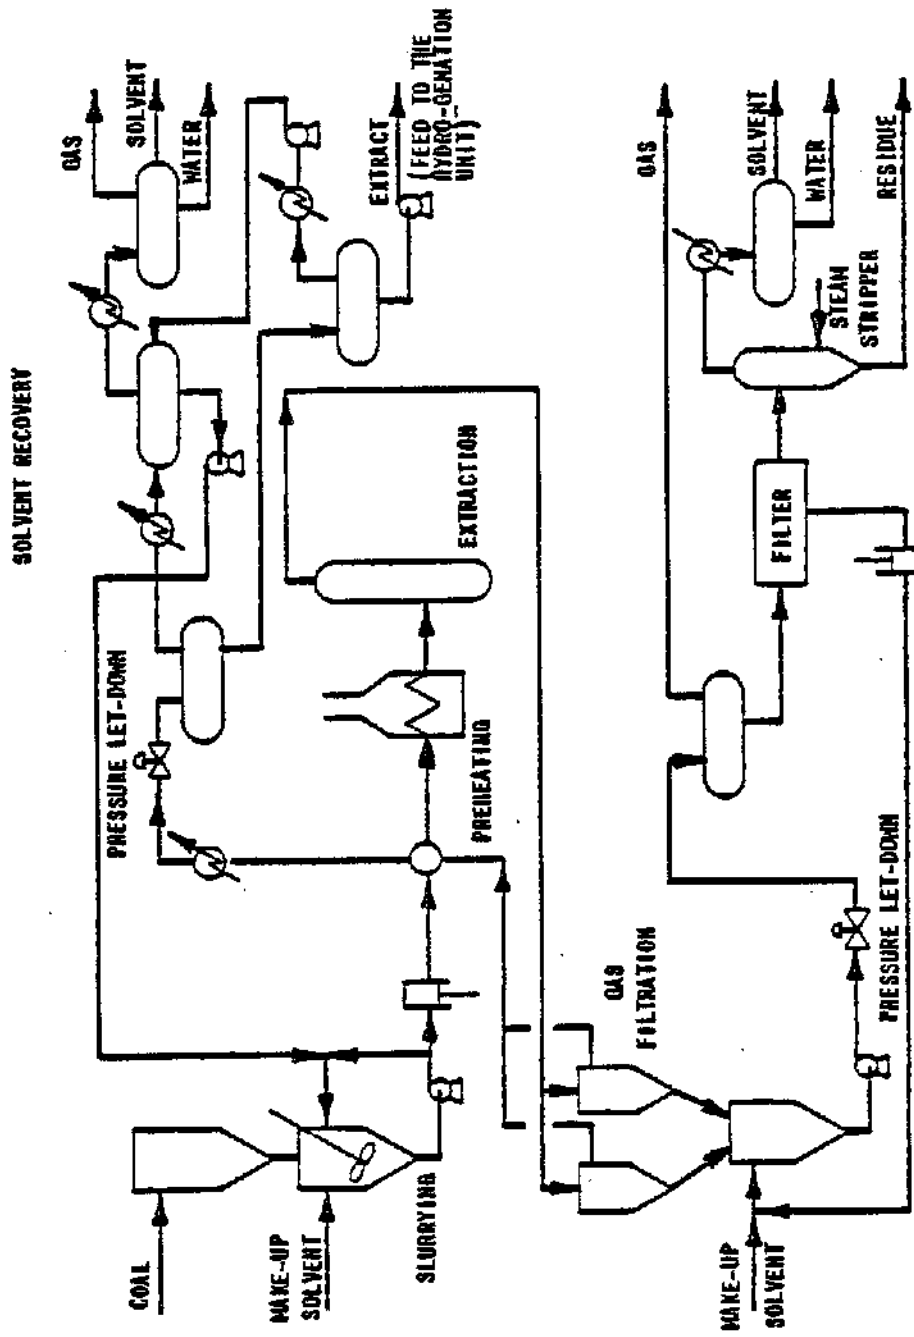 SOLVENT RECOVERY
GAS
SOLVENT
WATER
EXTRACT
(FEED TO THE
HYDRO-GENATION
UNIT)
PRESSURE LET-DOWN
EXTRACTION
PREHEATING
COAL
MAKE-UP
SOLVENT
SLURRYING
GAS
FILTRATION
GAS
SOLVENT
WATER
RESIDUE
STEAM
STRIPPER
FILTER
PRESSURE LET-DOWN
MAKE-UP
SOLVENT